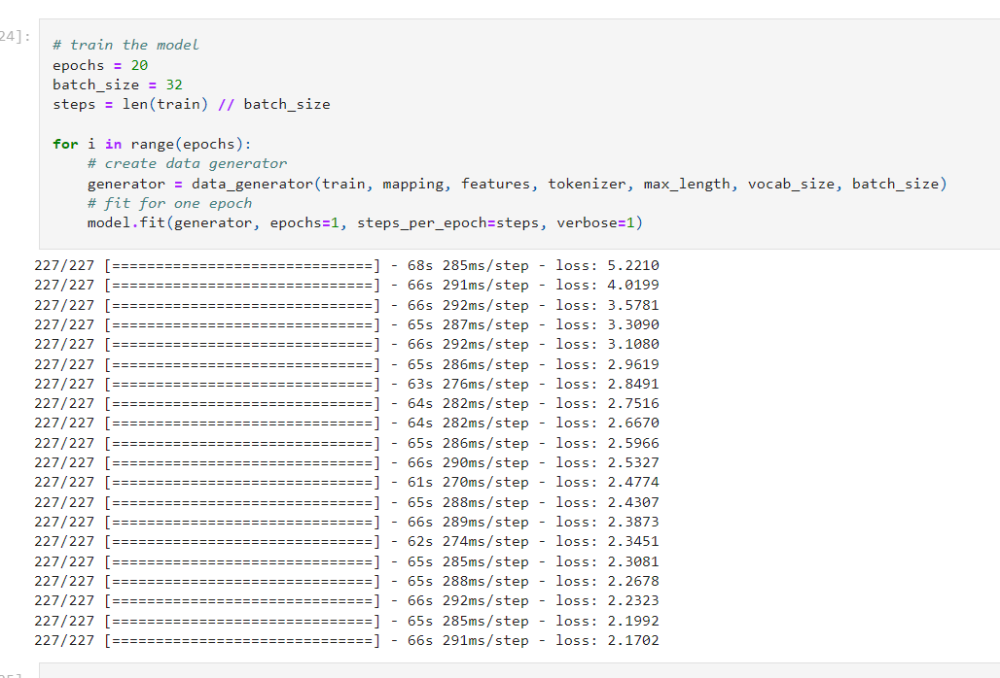 24]:
# train the model
epochs = 20
batch_size = 32
steps = len(train) // batch_size
for i in range(epochs):
# create data generator
generator = data_generator(train, mapping, features, tokenizer, max_length, vocab_size, batch_size)
# fit for one epoch
model.fit(generator, epochs=1, steps_per_epoch=steps, verbose=1)
227/227 [==============================] - 68s 285ms/step - loss: 5.2210
227/227 [==============================] - 66s 291ms/step - loss: 4.0199
227/227 [==============================] - 66s 292ms/step - loss: 3.5781
227/227 [==============================] - 65s 287ms/step - loss: 3.3090
227/227 [==============================] - 66s 292ms/step - loss: 3.1080
227/227 [==============================] - 65s 286ms/step - loss: 2.9619
227/227 [==============================] - 63s 276ms/step - loss: 2.8491
227/227 [==============================] - 64s 282ms/step - loss: 2.7516
227/227 [==============================] - 64s 282ms/step - loss: 2.6670
227/227 [==============================] - 65s 286ms/step - loss: 2.5966
227/227 [==============================] - 66s 290ms/step - loss: 2.5327
227/227 [==============================] - 61s 270ms/step - loss: 2.4774
227/227 [==============================] - 65s 288ms/step - loss: 2.4307
227/227 [==============================] - 66s 289ms/step - loss: 2.3873
227/227 [==============================] - 62s 274ms/step - loss: 2.3451
227/227 [==============================] - 65s 285ms/step - loss: 2.3081
227/227 [==============================] - 65s 288ms/step - loss: 2.2678
227/227 [==============================] - 66s 292ms/step - loss: 2.2323
227/227 [==============================] - 65s 285ms/step - loss: 2.1992
227/227 [==============================] - 66s 291ms/step - loss: 2.1702